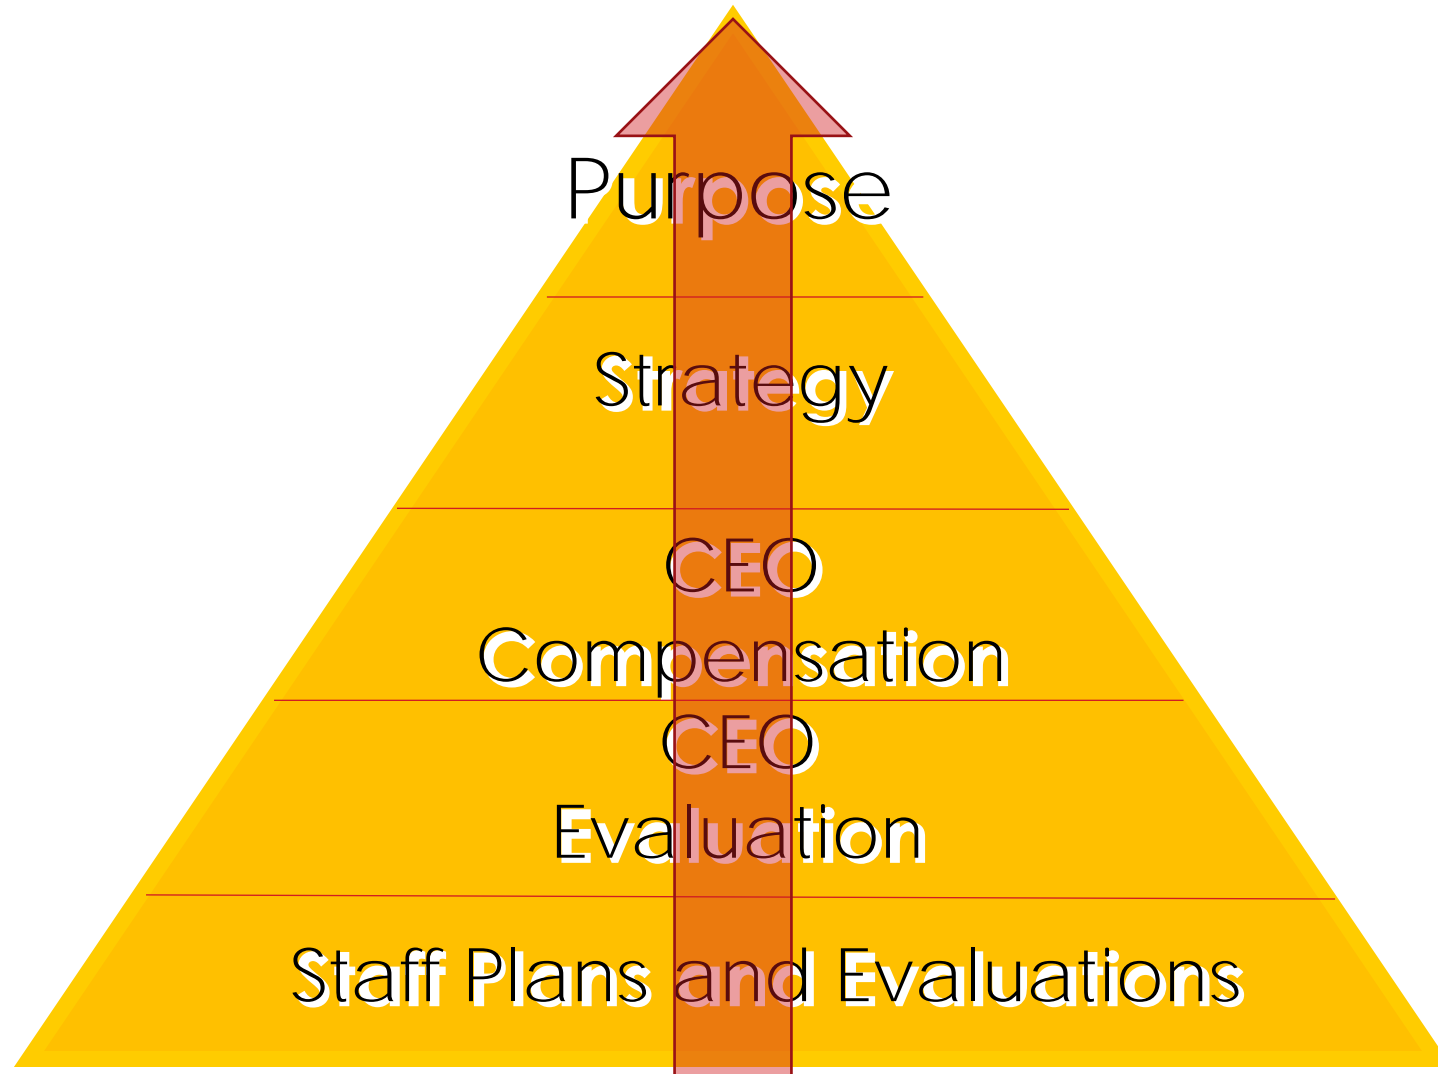 Purpose
Strategy
CEO
Compensation
CEO
Evaluation
Staff Plans and Evaluations